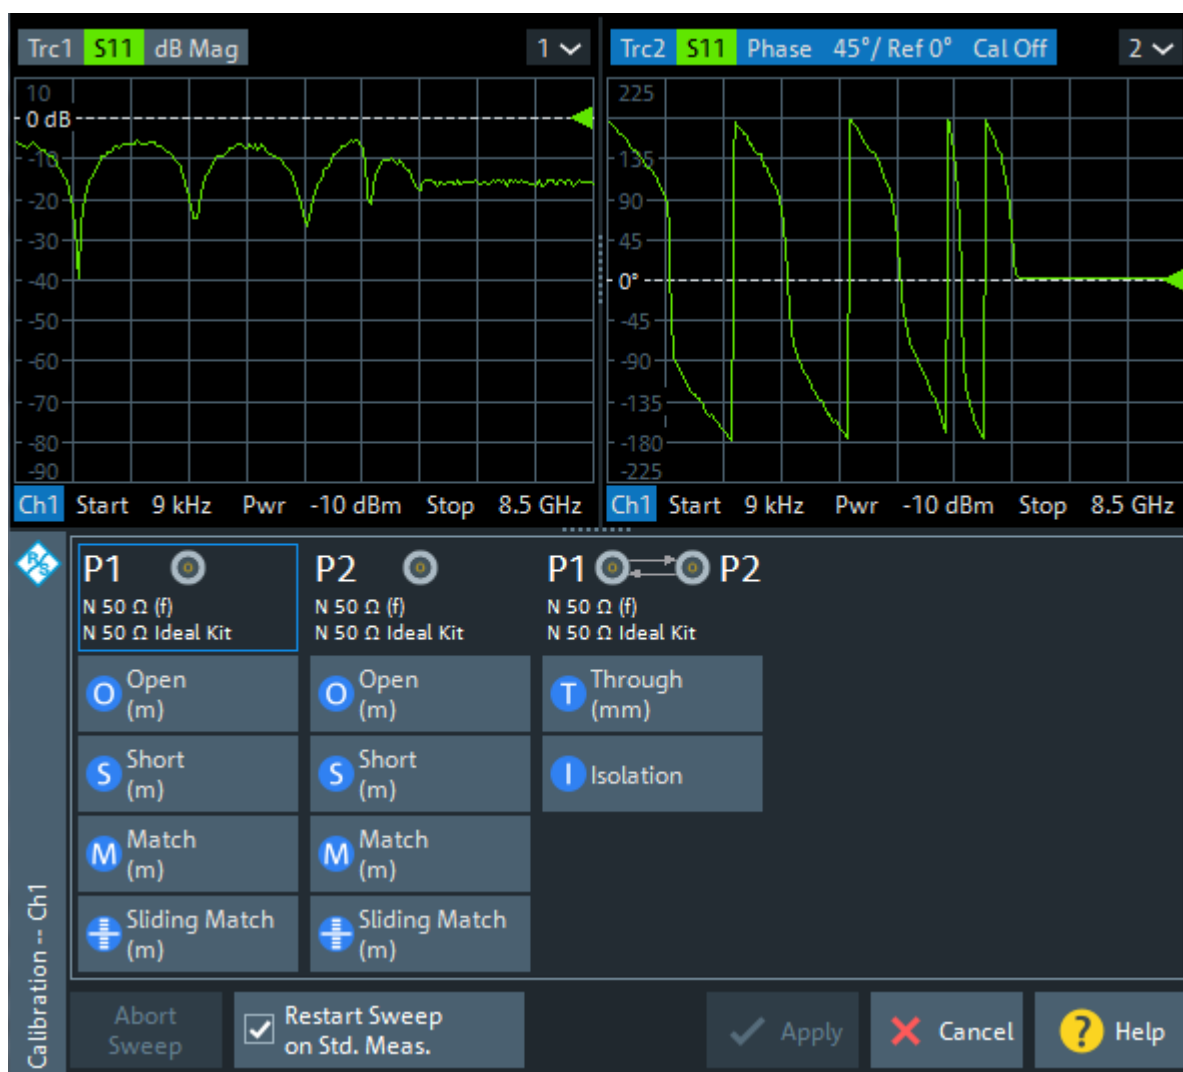 Trc1 S11 dB Mag 1
10
0 dB
-10
-20
-30
-40
-50
-60
-70
-80
-90
Ch1 Start 9 kHz Pwr -10 dBm Stop 8.5 GHz
Trc2 S11 Phase 45°/ Ref 0° Cal Off 2
225
135
90
45
0°
-45
-90
-135
-180
-225
Ch1 Start 9 kHz Pwr -10 dBm Stop 8.5 GHz
R/S
Calibration -- Ch1
P1
N 50 Ω (f)
N 50 Ω Ideal Kit
O Open
(m)
S Short
(m)
M Match
(m)
Sliding Match
(m)
P2
N 50 Ω (f)
N 50 Ω Ideal Kit
O Open
(m)
S Short
(m)
M Match
(m)
Sliding Match
(m)
P1 P2
N 50 Ω (f)
N 50 Ω Ideal Kit
T Through
(mm)
I Isolation
Abort
Sweep
Restart Sweep
on Std. Meas.
Apply
Cancel
? Help